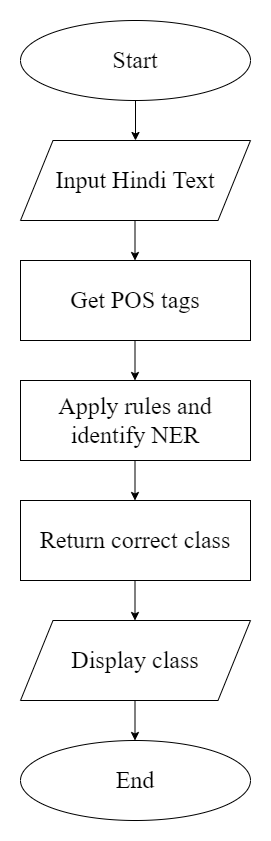 Start
Input Hindi Text
Get POS tags
Apply rules and
identify NER
Return correct class
Display class
End